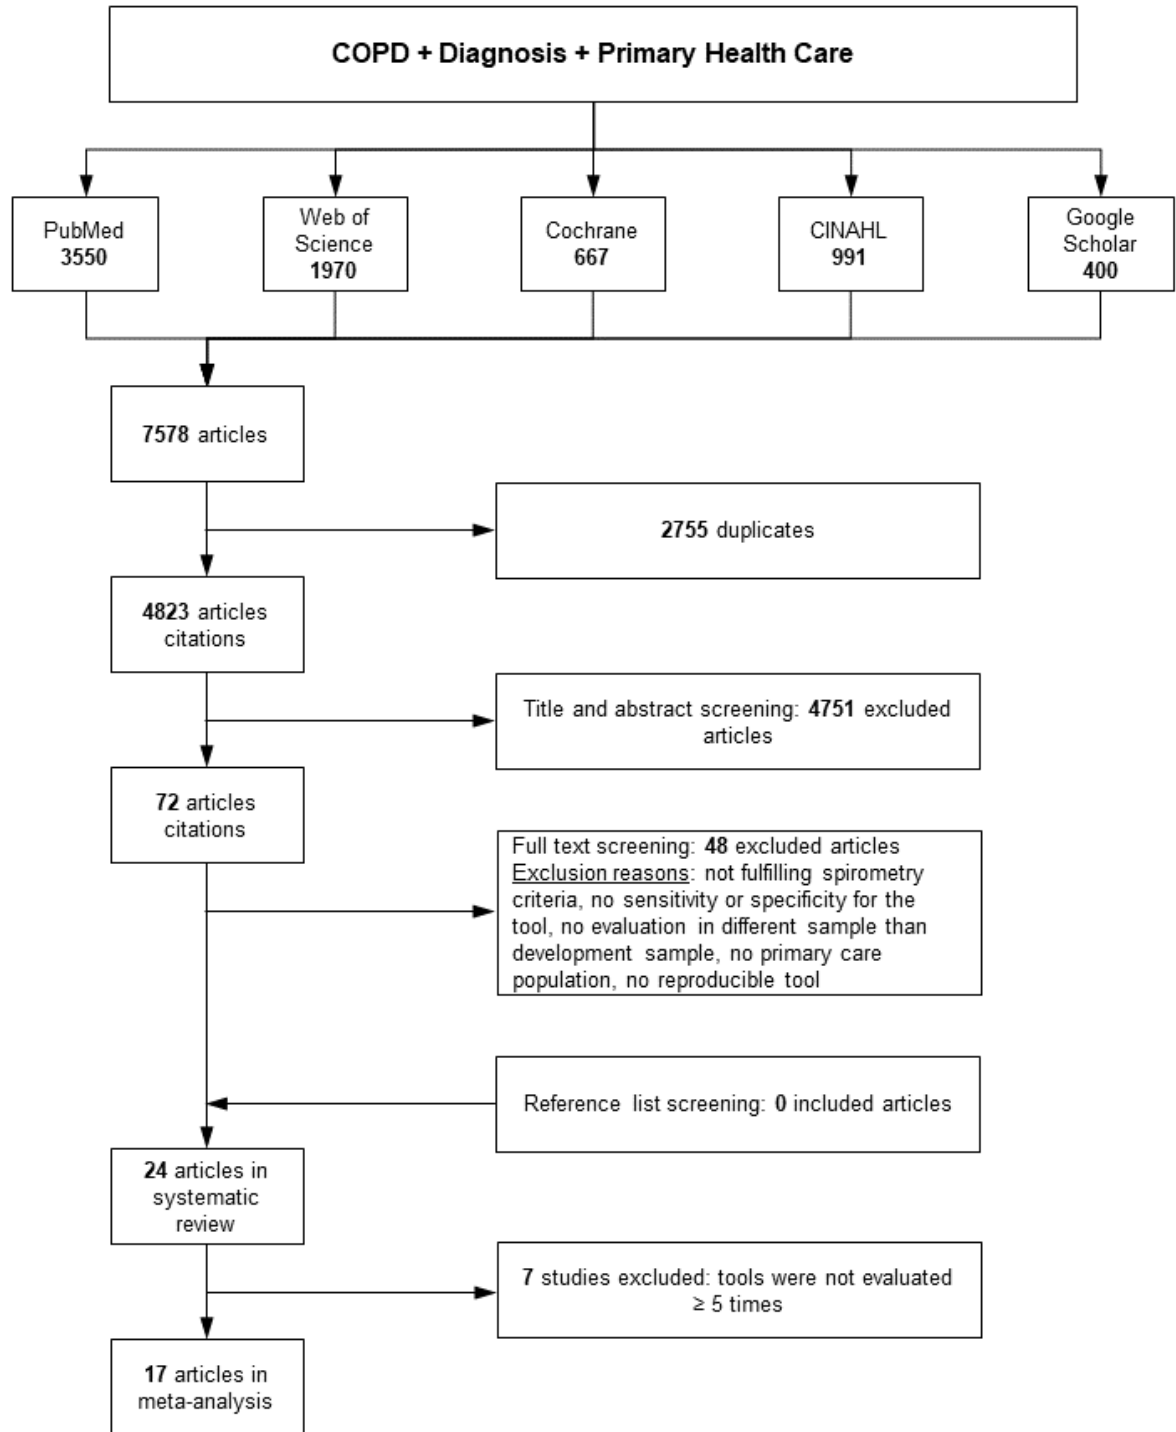 COPD + Diagnosis + Primary Health Care
PubMed
3550
Web of
Science
1970
Cochrane
667
CINAHL
991
Google
Scholar
400
7578 articles
2755 duplicates
4823 articles
citations
Title and abstract screening: 4751 excluded
articles
72 articles
citations
Full text screening: 48 excluded articles
Exclusion reasons: not fulfilling spirometry
criteria, no sensitivity or specificity for the
tool, no evaluation in different sample than
development sample, no primary care
population, no reproducible tool
Reference list screening: 0 included articles
24 articles in
systematic
review
7 studies excluded: tools were not evaluated
≥ 5 times
17 articles in
meta-analysis